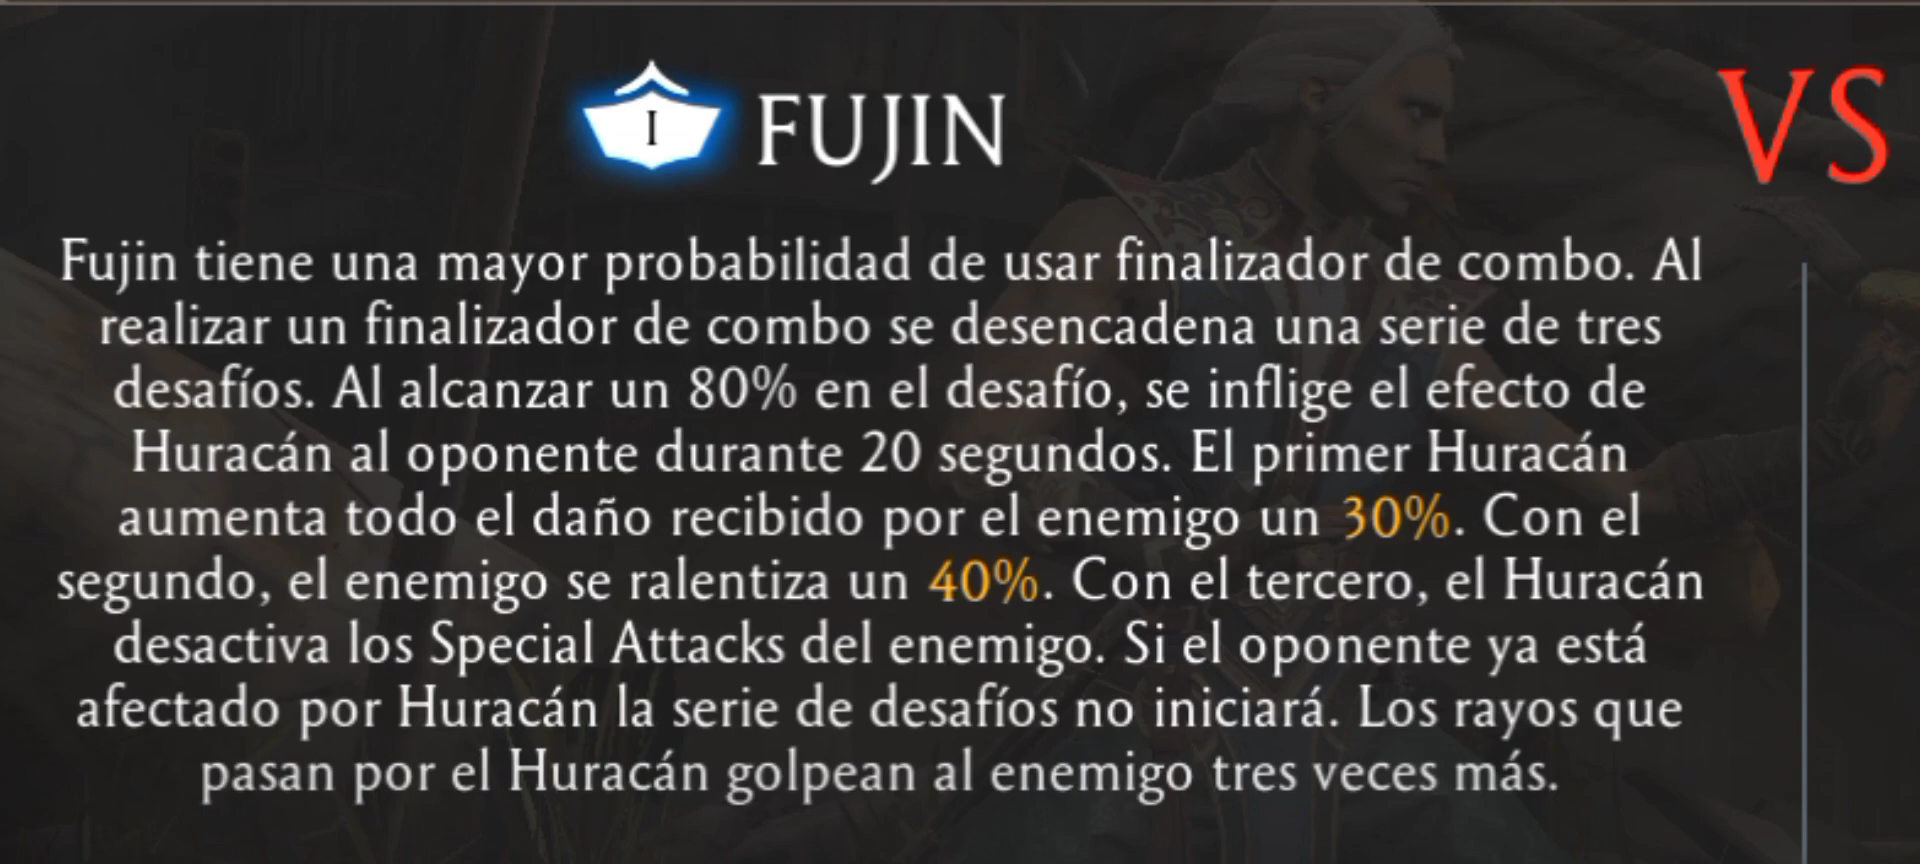 I FUJIN
VS
Fujin tiene una mayor probabilidad de usar finalizador de combo. Al
realizar un finalizador de combo se desencadena una serie de tres
desafíos. Al alcanzar un 80% en el desafío, se inflige el efecto de
Huracán al oponente durante 20 segundos. El primer Huracán
aumenta todo el daño recibido por el enemigo un 30%. Con el
segundo, el enemigo se ralentiza un 40%. Con el tercero, el Huracán
desactiva los Special Attacks del enemigo. Si el oponente ya está
afectado por Huracán la serie de desafíos no iniciará. Los rayos que
pasan por el Huracán golpean al enemigo tres veces más.